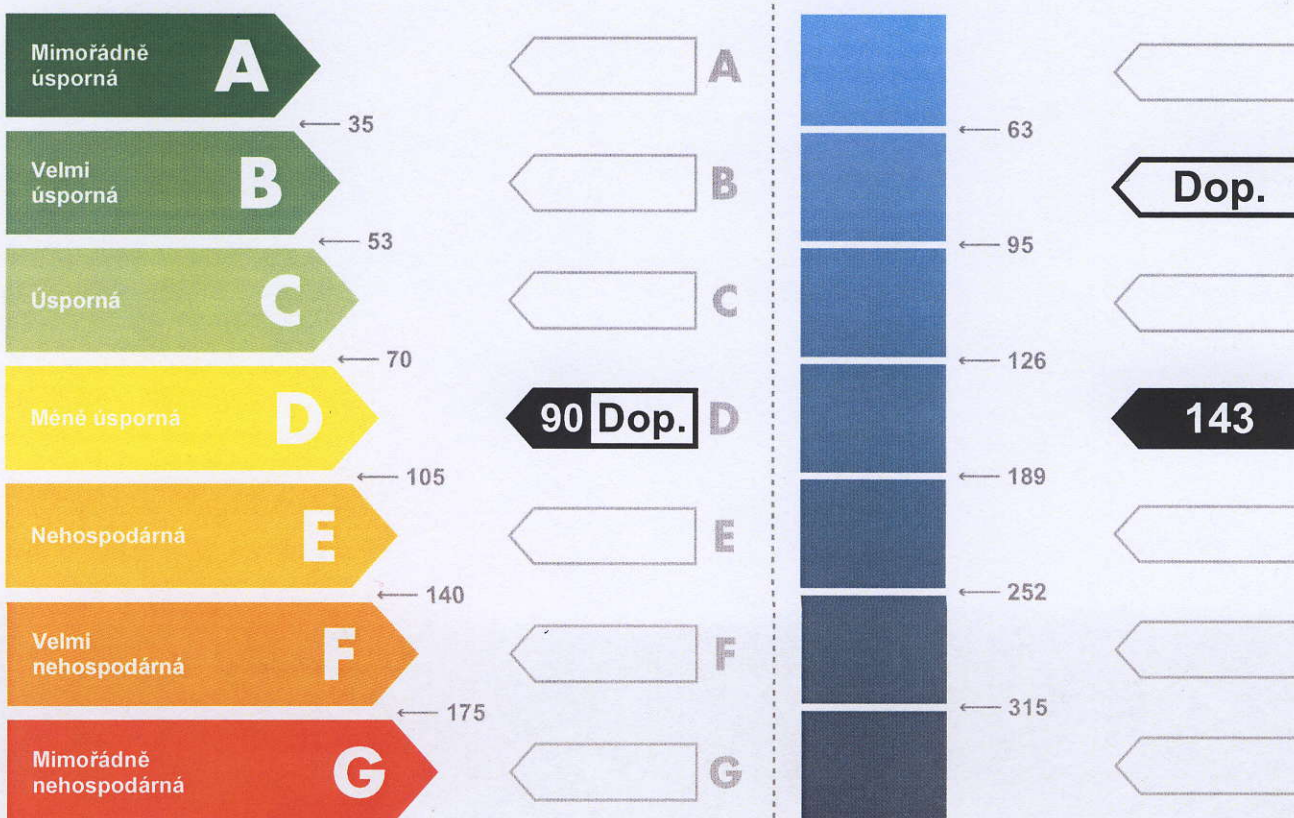 Mimořádně
úsporná
A
A
35
63
Velmi
úsporná
B
B
Dop.
53
95
Úsporná
C
C
70
126
Méně úsporná
D
90 Dop.
D
143
105
189
Nehospodárná
E
E
140
252
Velmi
nehospodárná
F
F
175
315
Mimořádně
nehospodárná
G
G